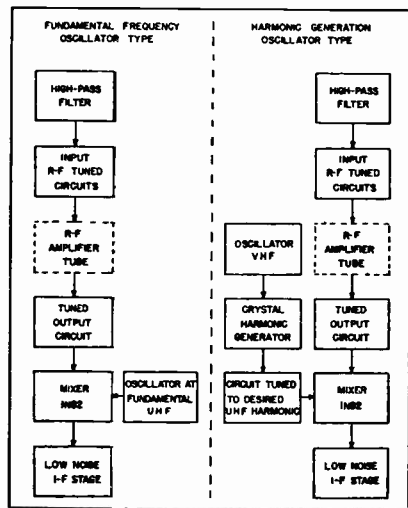 FUNDAMENTAL FREQUENCY
OSCILLATOR TYPE
HIGH-PASS
FILTER
INPUT
R-F TUNED
CIRCUITS
R-F
AMPLIFIER
TUBE
TUNED
OUTPUT
CIRCUIT
MIXER
IN82
OSCILLATOR AT
FUNDAMENTAL
UHF
LOW NOISE
I-F STAGE
HARMONIC GENERATION
OSCILLATOR TYPE
HIGH-PASS
FILTER
INPUT
R-F TUNED
CIRCUITS
OSCILLATOR
VHF
R-F
AMPLIFIER
TUBE
CRYSTAL
HARMONIC
GENERATOR
TUNED
OUTPUT
CIRCUIT
CIRCUIT TUNED
TO DESIRED
UHF HARMONIC
MIXER
IN82
LOW NOISE
I-F STAGE